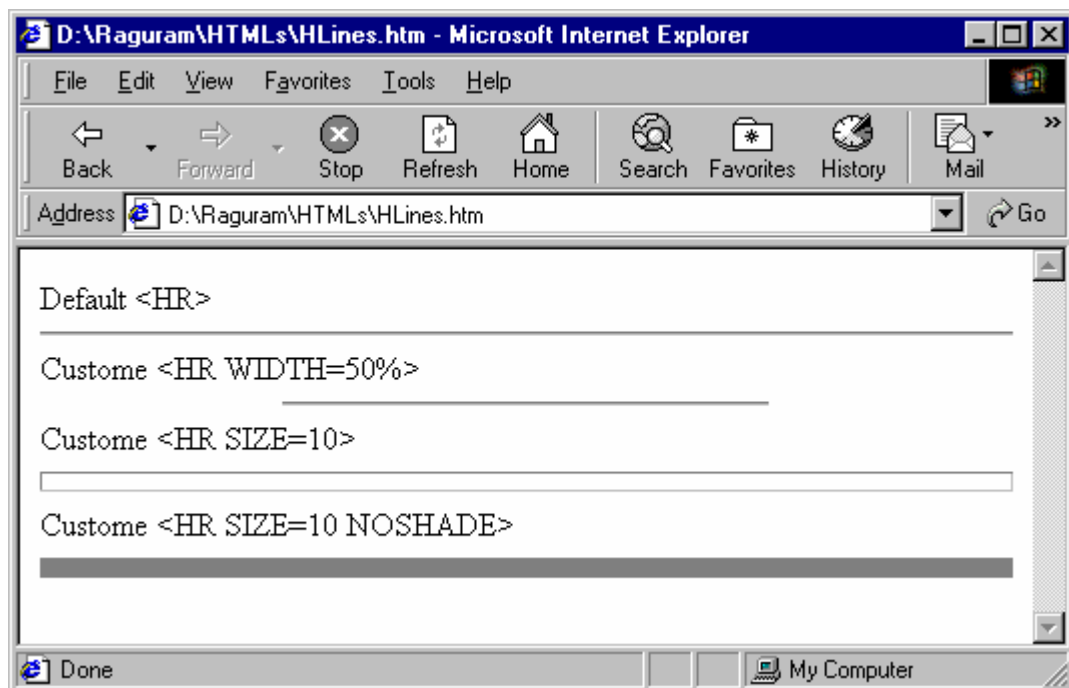 D:\Raguram\HTMLs\HLines.htm - Microsoft Internet Explorer
File Edit View Favorites Tools Help
Back Forward Stop Refresh Home Search Favorites History Mail »
Address D:\Raguram\HTMLs\HLines.htm Go
Default <HR>
Custome <HR WIDTH=50%>
Custome <HR SIZE=10>
Custome <HR SIZE=10 NOSHADE>
Done My Computer